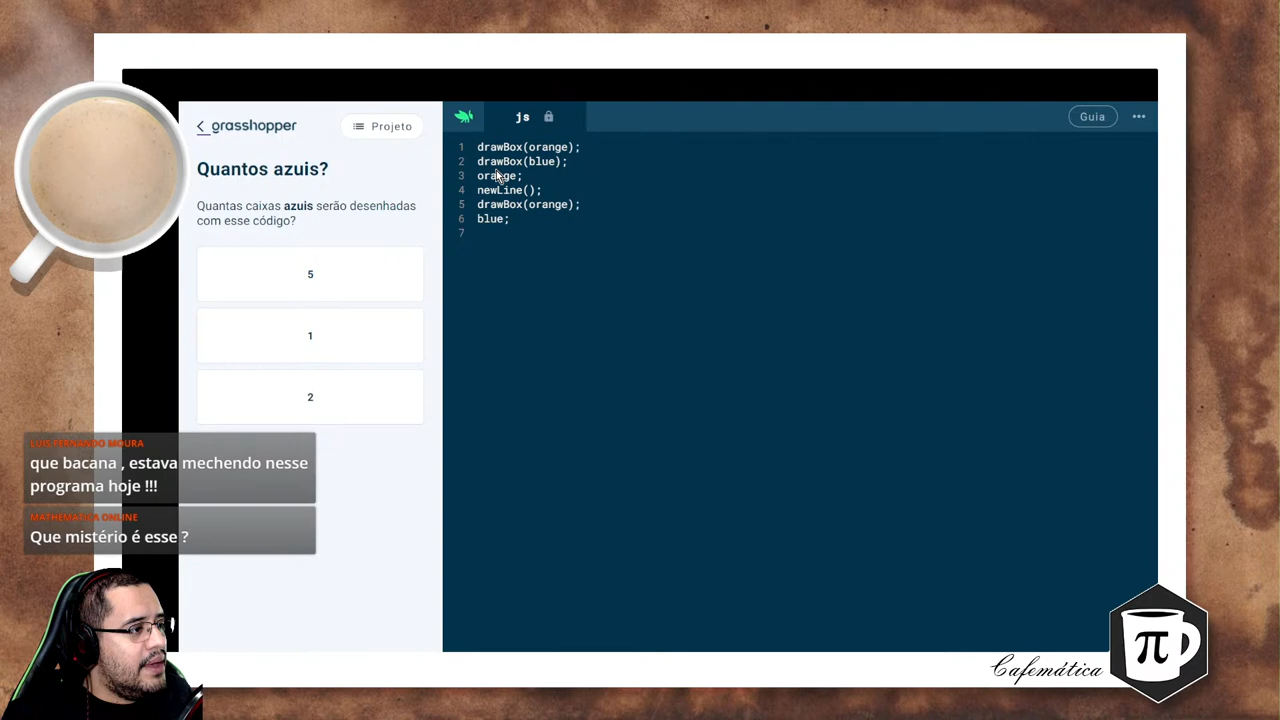 grasshopper
Projeto
Quantos azuis?
Quantas caixas azuis serão desenhadas
com esse código?
5
1
2
js
Guia
1 drawBox(orange);
2 drawBox(blue);
3 orange;
4 newLine();
5 drawBox(orange);
6 blue;
7
LUIS FERNANDO MOURA
que bacana , estava mechendo nesse
programa hoje !!!
MATHEMATICA ONLINE
Que mistério é esse ?
Cafemática
π